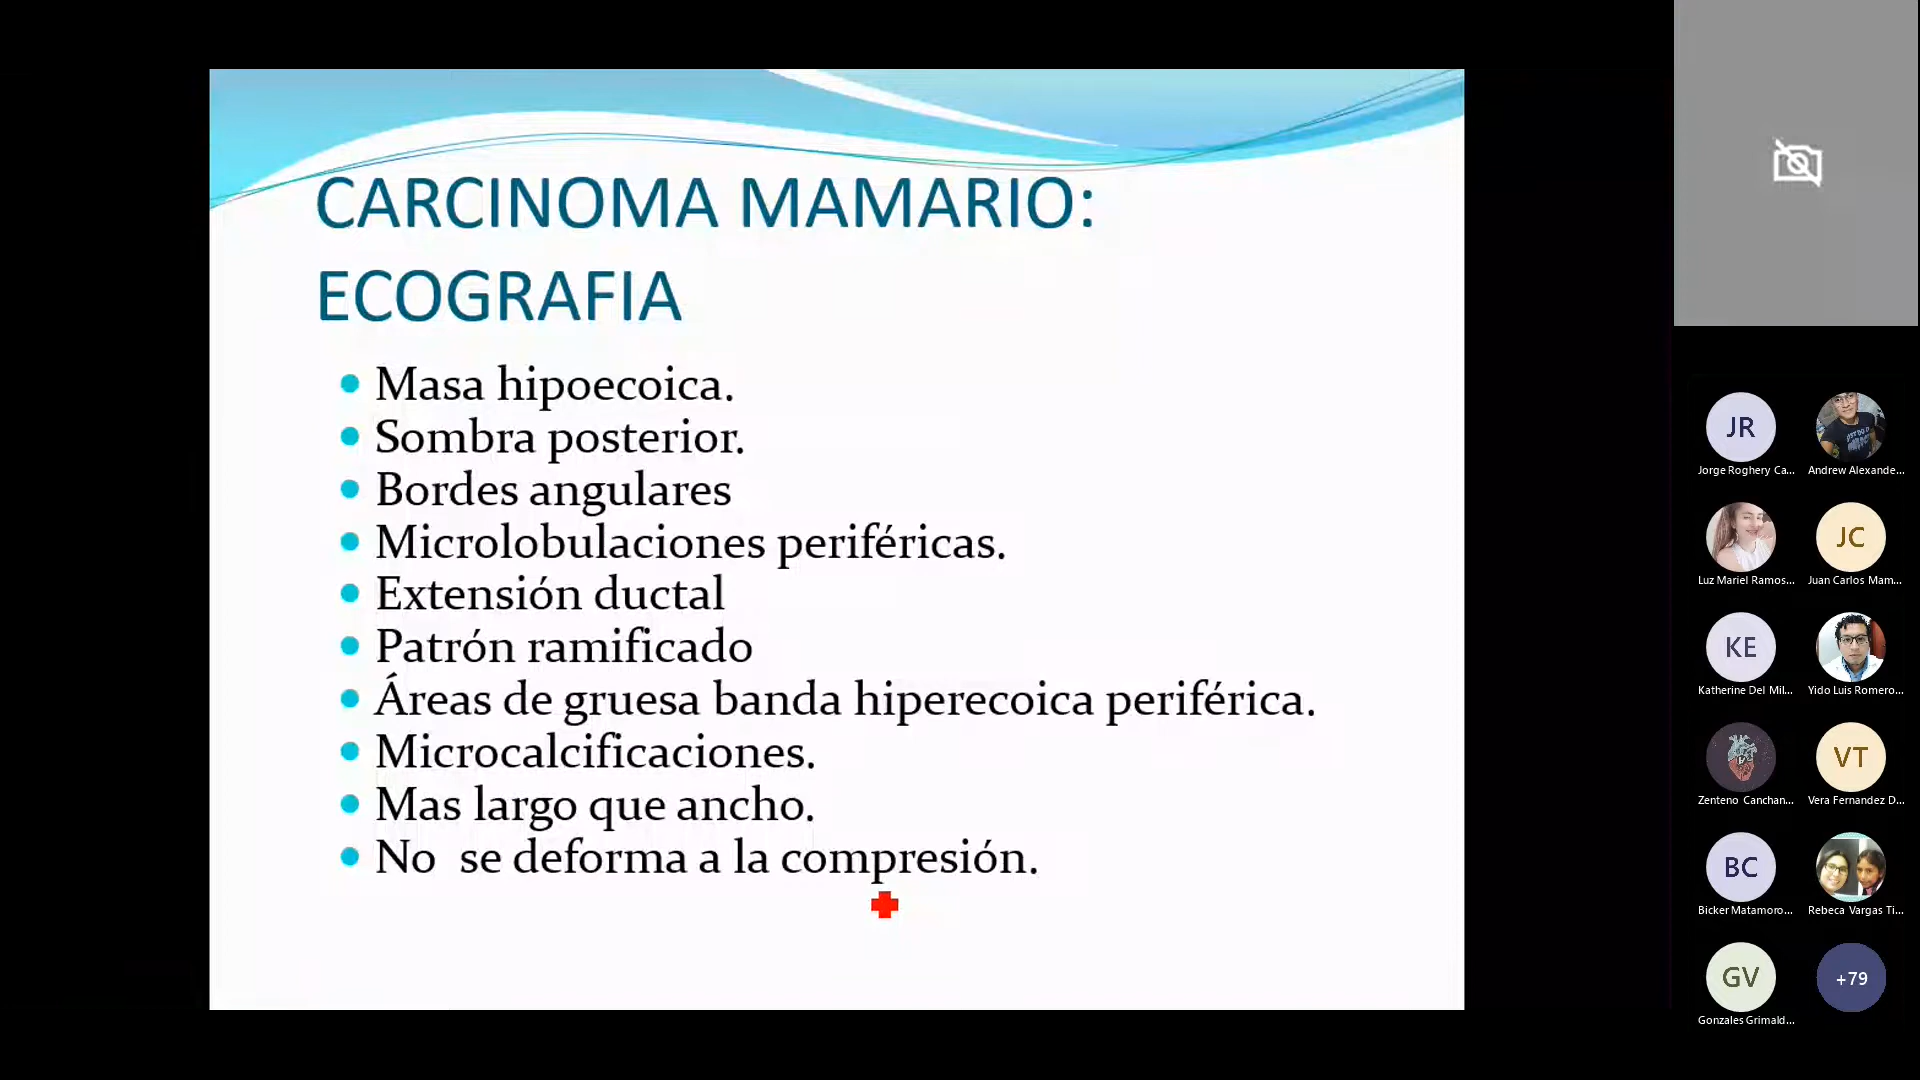 CARCINOMA MAMARIO:
ECOGRAFIA
Masa hipoecoica.
Sombra posterior.
Bordes angulares
Microlobulaciones periféricas.
Extensión ductal
Patrón ramificado
Áreas de gruesa banda hiperecoica periférica.
Microcalcificaciones.
Mas largo que ancho.
No se deforma a la compresión.
JR
Jorge Roghery Ca...
Andrew Alexande...
Luz Mariel Ramos...
JC
Juan Carlos Mam...
KE
Katherine Del Mil...
Yido Luis Romero...
Zenteno Canchan...
VT
Vera Fernandez D...
BC
Bicker Matamoro...
Rebeca Vargas Ti...
GV
Gonzales Grimald...
+79